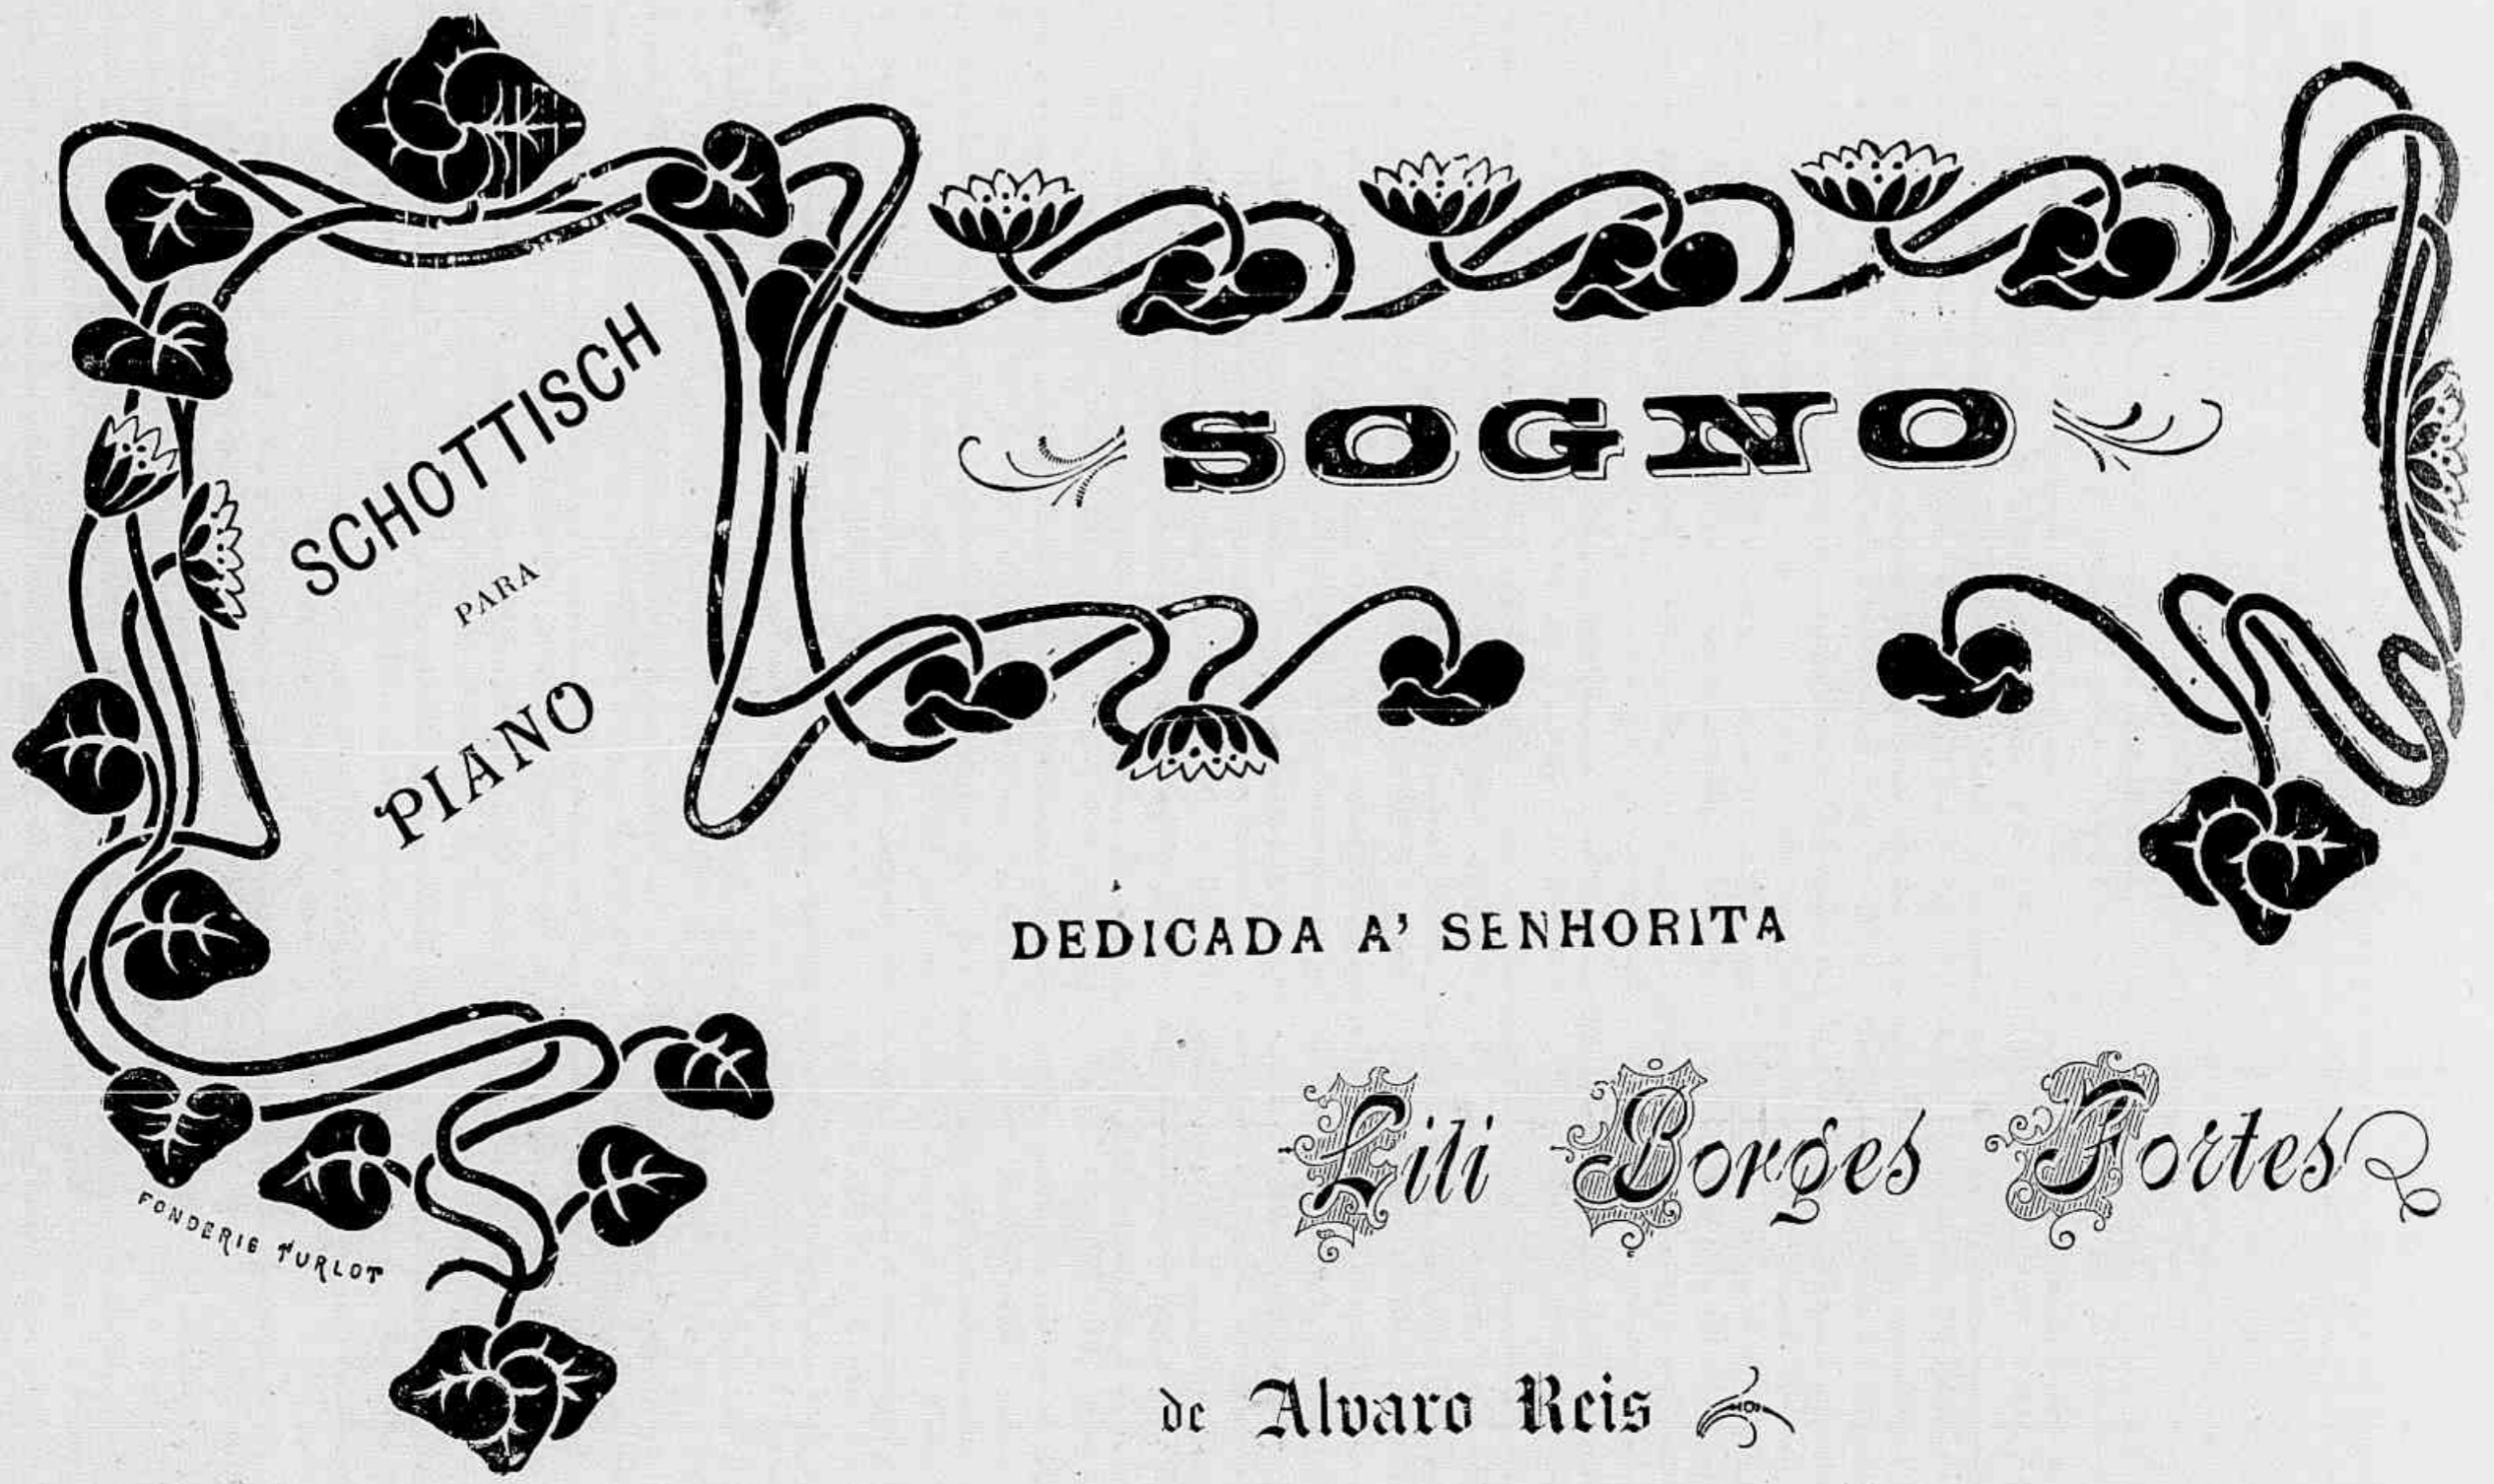 SCHOTTISCH
PARA
PIANO
SOGNO
DEDICADA A' SENHORITA
Lili Borges Fortes
de Alvaro Reis
FONDERIE TURLOT